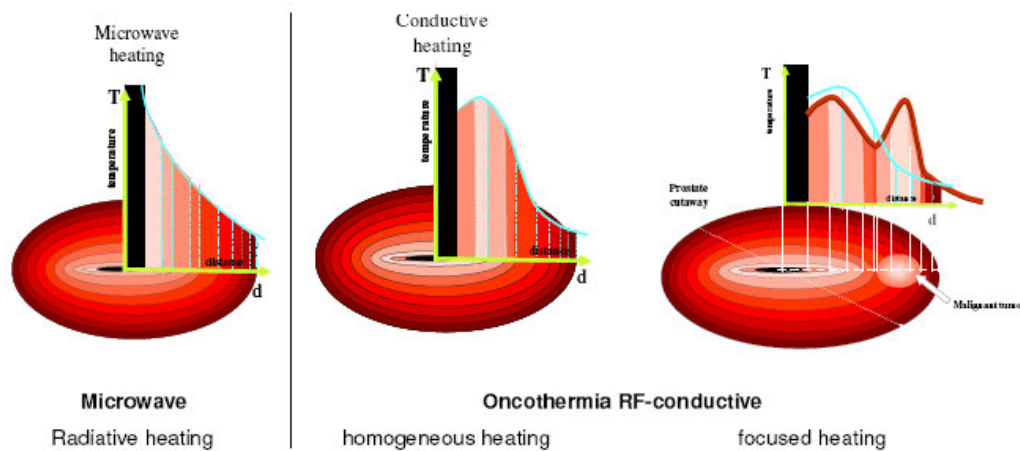 Microwave
heating
T
temperature
distance
d
Conductive
heating
T
temperature
distance
d
T
temperature
distance
d
Prostate
cutaway
Malignant tumo
Microwave
Radiative heating
Oncothermia RF-conductive
homogeneous heating
focused heating